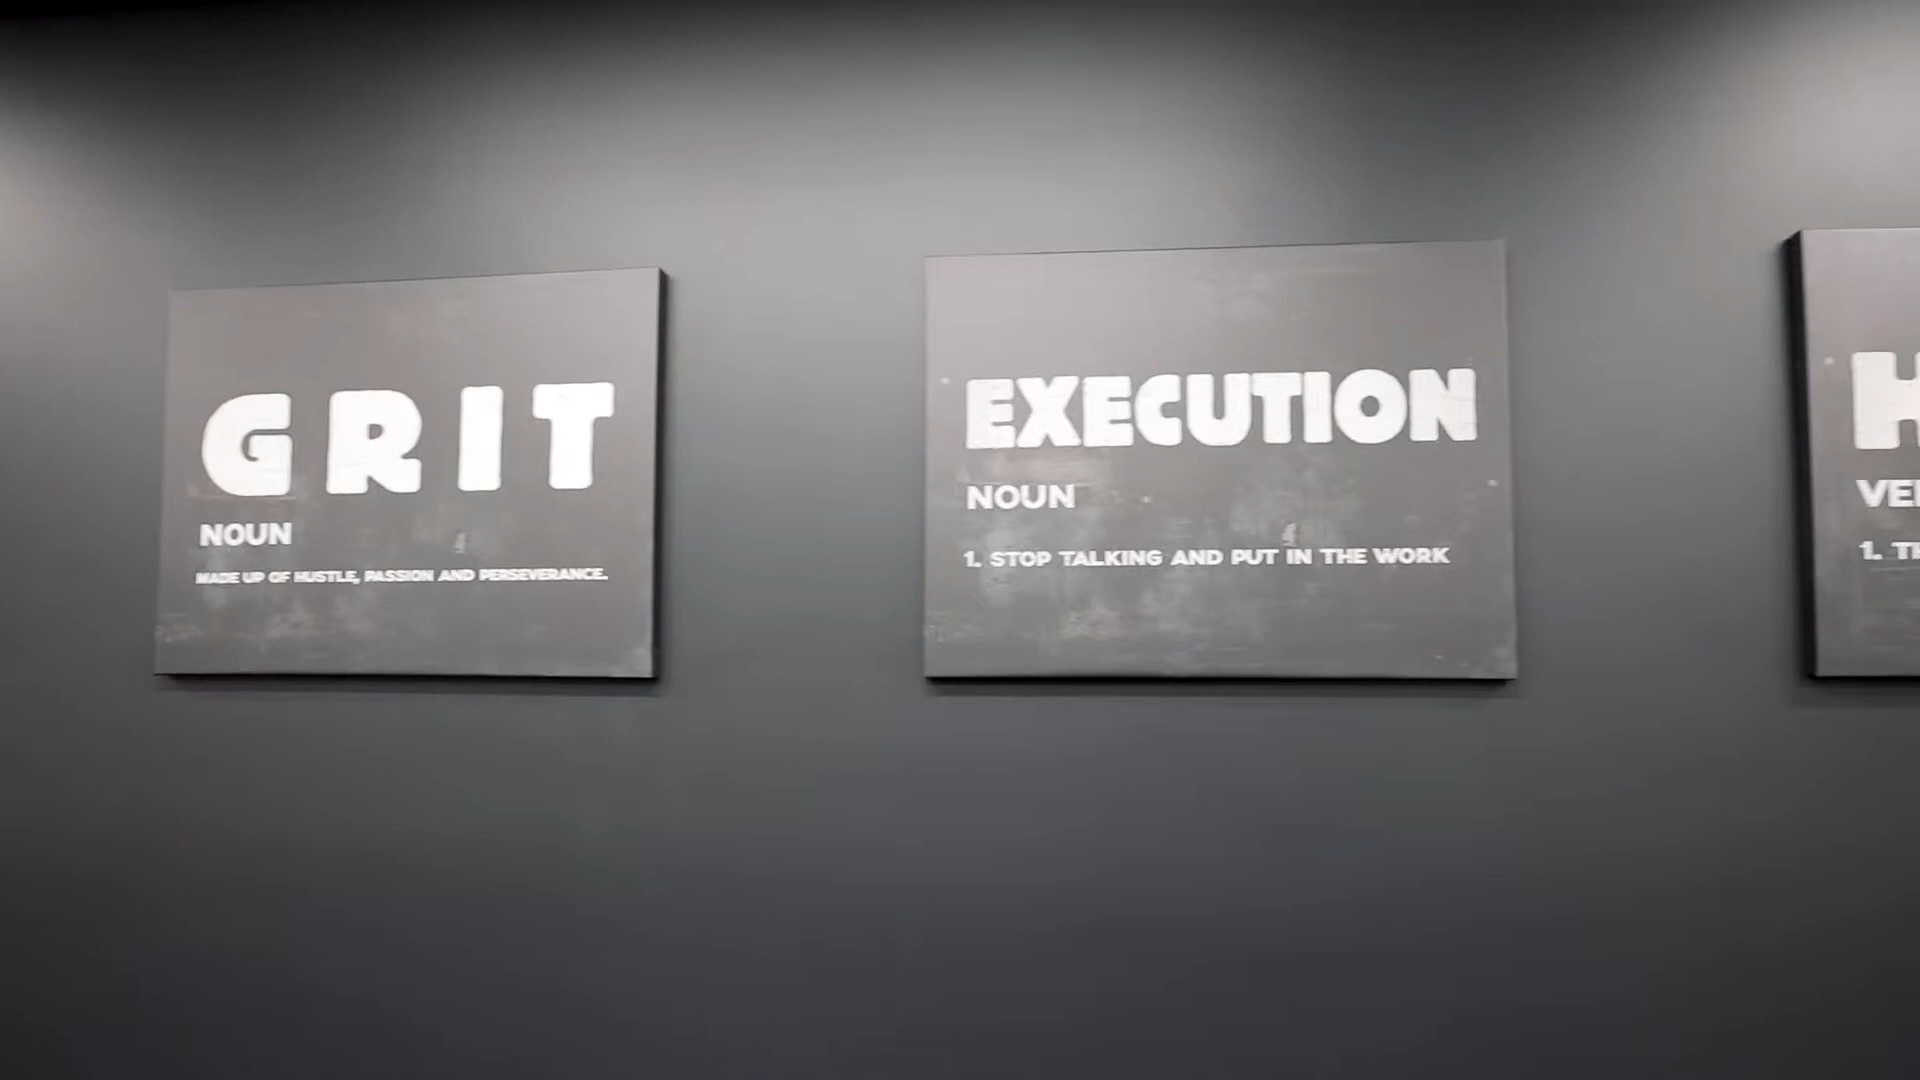 GRIT
NOUN
MADE UP OF HUSTLE, PASSION AND PERSEVERANCE.
EXECUTION
NOUN
1. STOP TALKING AND PUT IN THE WORK